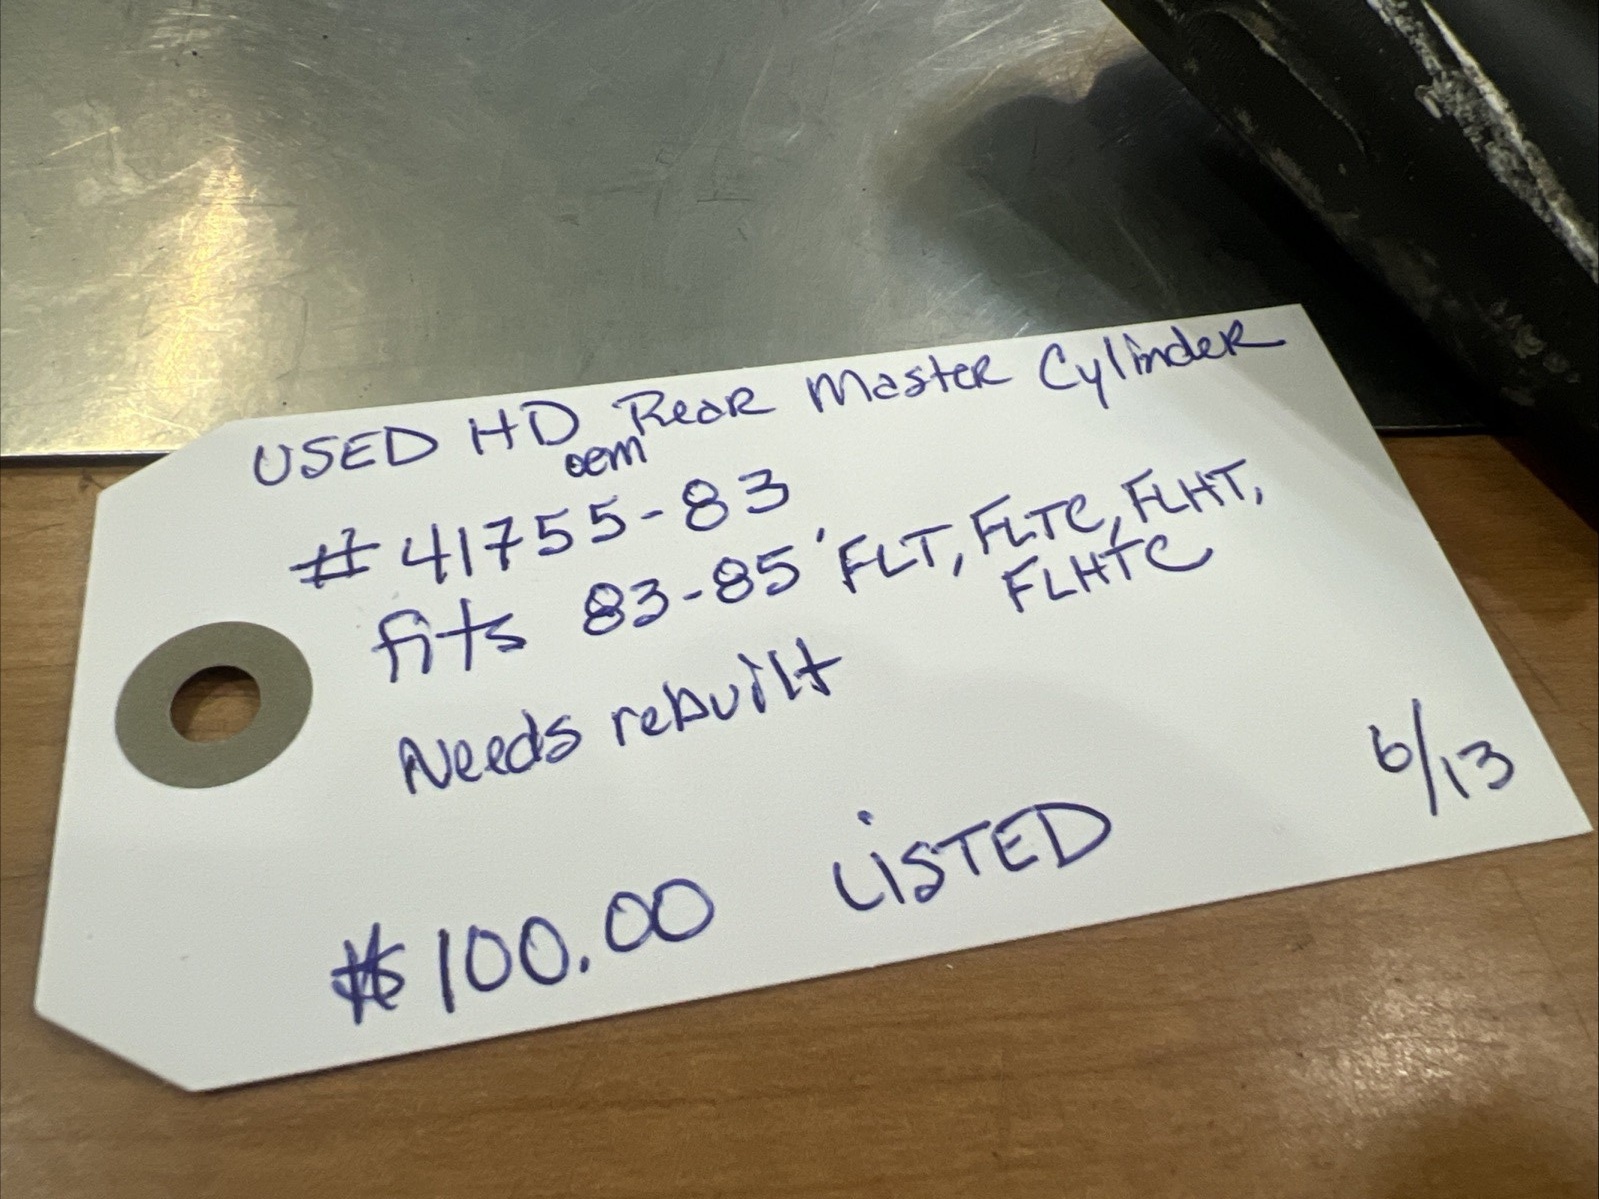 USED HD Rear Master Cylinder
oem
# 41755-83
fits 83-85' FLT, FLTC, FLHT,
FLHTC
Needs rebuilt
6/13
$100.00 LiSTED